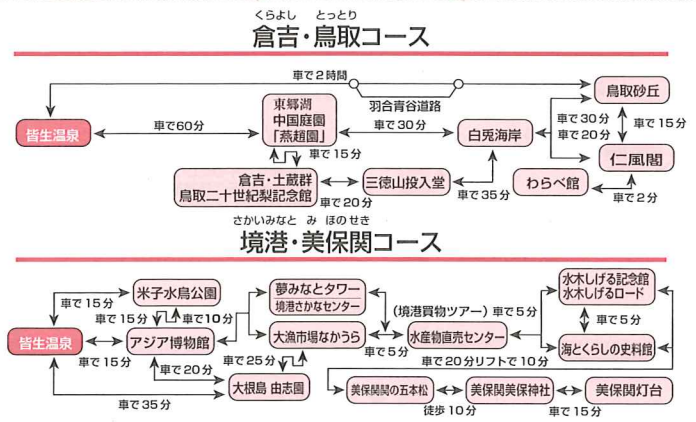 くらよし とっとり
倉吉・鳥取コース
車で2時間
羽合青谷道路
鳥取砂丘
東郷湖
中国庭園
「燕趙園」
皆生温泉
車で60分
車で30分
白兎海岸
車で30分
車で20分
車で15分
車で15分
仁風閣
倉吉・土蔵群
鳥取二十世紀梨記念館
車で20分
三徳山投入堂
車で35分
わらべ館
車で2分
さかいみなと み ほのせき
境港・美保関コース
車で15分
米子水鳥公園
車で15分
車で10分
夢みなとタワー
境港さかなセンター
(境港買物ツアー)
車で5分
水木しげる記念館
水木しげるロード
皆生温泉
車で15分
アジア博物館
大漁市場なかうら
車で5分
水産物直売センター
車で5分
海とくらしの史料館
車で25分
車で20分
車で20分リフトで10分
大根島 由志園
車で35分
美保関関の五本松
徒歩10分
美保関美保神社
車で15分
美保関灯台